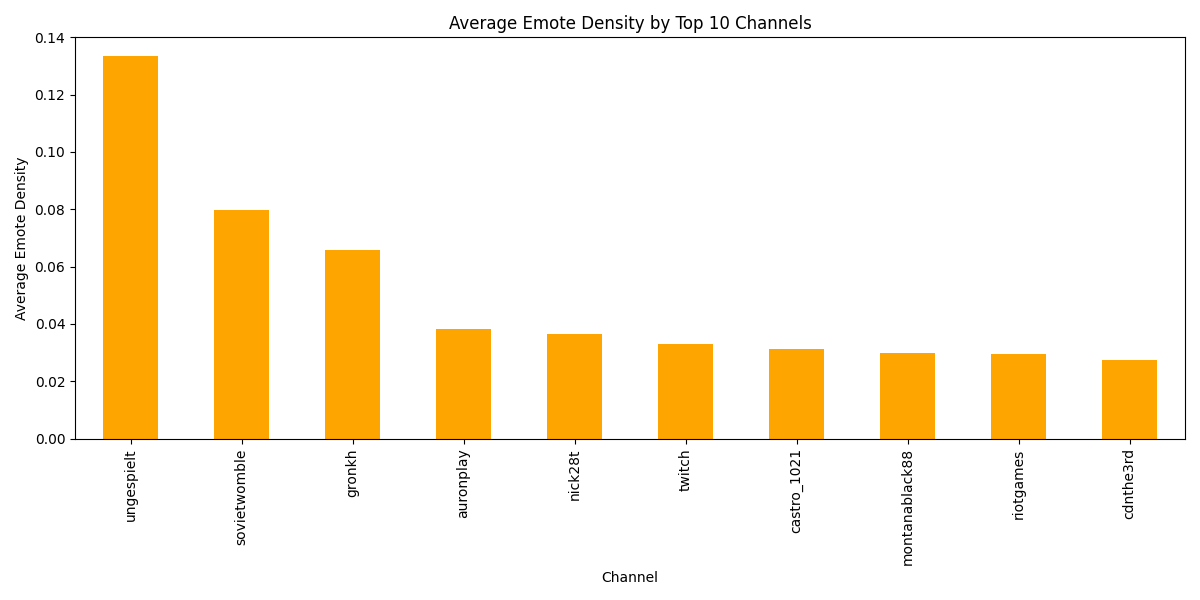 Average Emote Density by Top 10 Channels
0.14
0.12
0.10
0.08
0.06
0.04
0.02
0.00
Average Emote Density
ungespielt
sovietwomble
gronkh
auronplay
nick28t
twitch
castro_1021
montanablack88
riotgames
cdnthe3rd
Channel